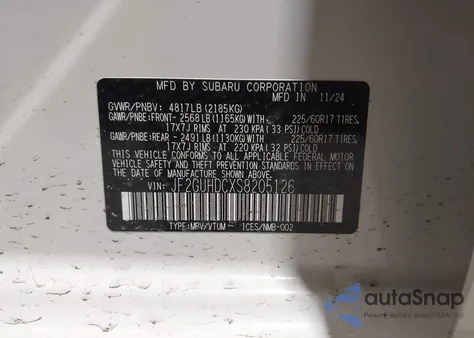 MFD. BY SUBARU CORPORATION
MFD IN 11/24
GVWR/PNBV: 4817LB (2185KG)
GAWR/PNBE: FRONT- 2568LB (1165KG) WITH 225/60R17 TIRES
17X7J RIMS AT 230 KPA (33 PSI) COLD
GAWR/PNBE: REAR - 2491LB (1130KG) WITH 225/60R17 TIRES
17X7J RIMS AT 220 KPA (32 PSI) COLD
THIS VEHICLE CONFORMS TO ALL APPLICABLE
FEDERAL MOTOR VEHICLE SAFETY, BUMPER,
AND THEFT PREVENTION STANDARDS IN EFFECT ON
THE DATE OF MANUFACTURE SHOWN ABOVE.
VIN: JF2GUHDCXS8205126
TYPE:MPV/VTUM ICES/NMB-002
autoSnap